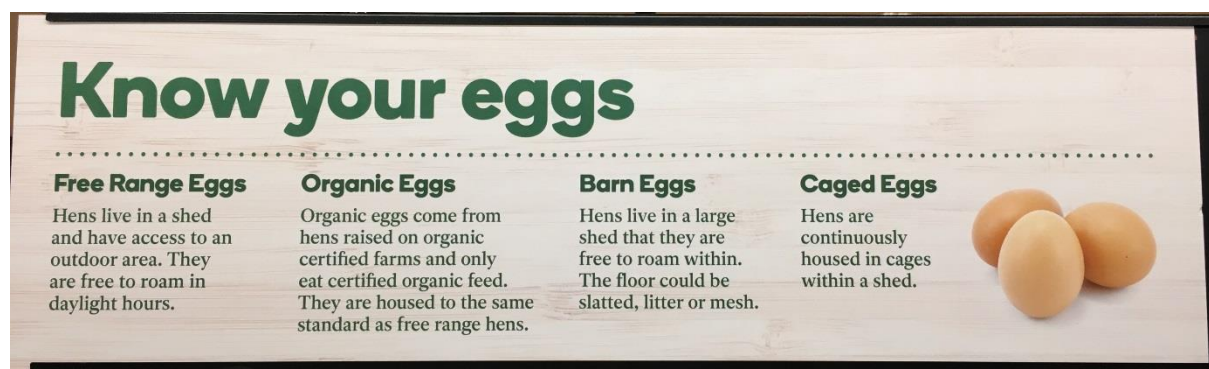 Know your eggs
Free Range Eggs
Hens live in a shed
and have access to an
outdoor area. They
are free to roam in
daylight hours.
Organic Eggs
Organic eggs come from
hens raised on organic
certified farms and only
eat certified organic feed.
They are housed to the same
standard as free range hens.
Barn Eggs
Hens live in a large
shed that they are
free to roam within.
The floor could be
slatted, litter or mesh.
Caged Eggs
Hens are
continuously
housed in cages
within a shed.